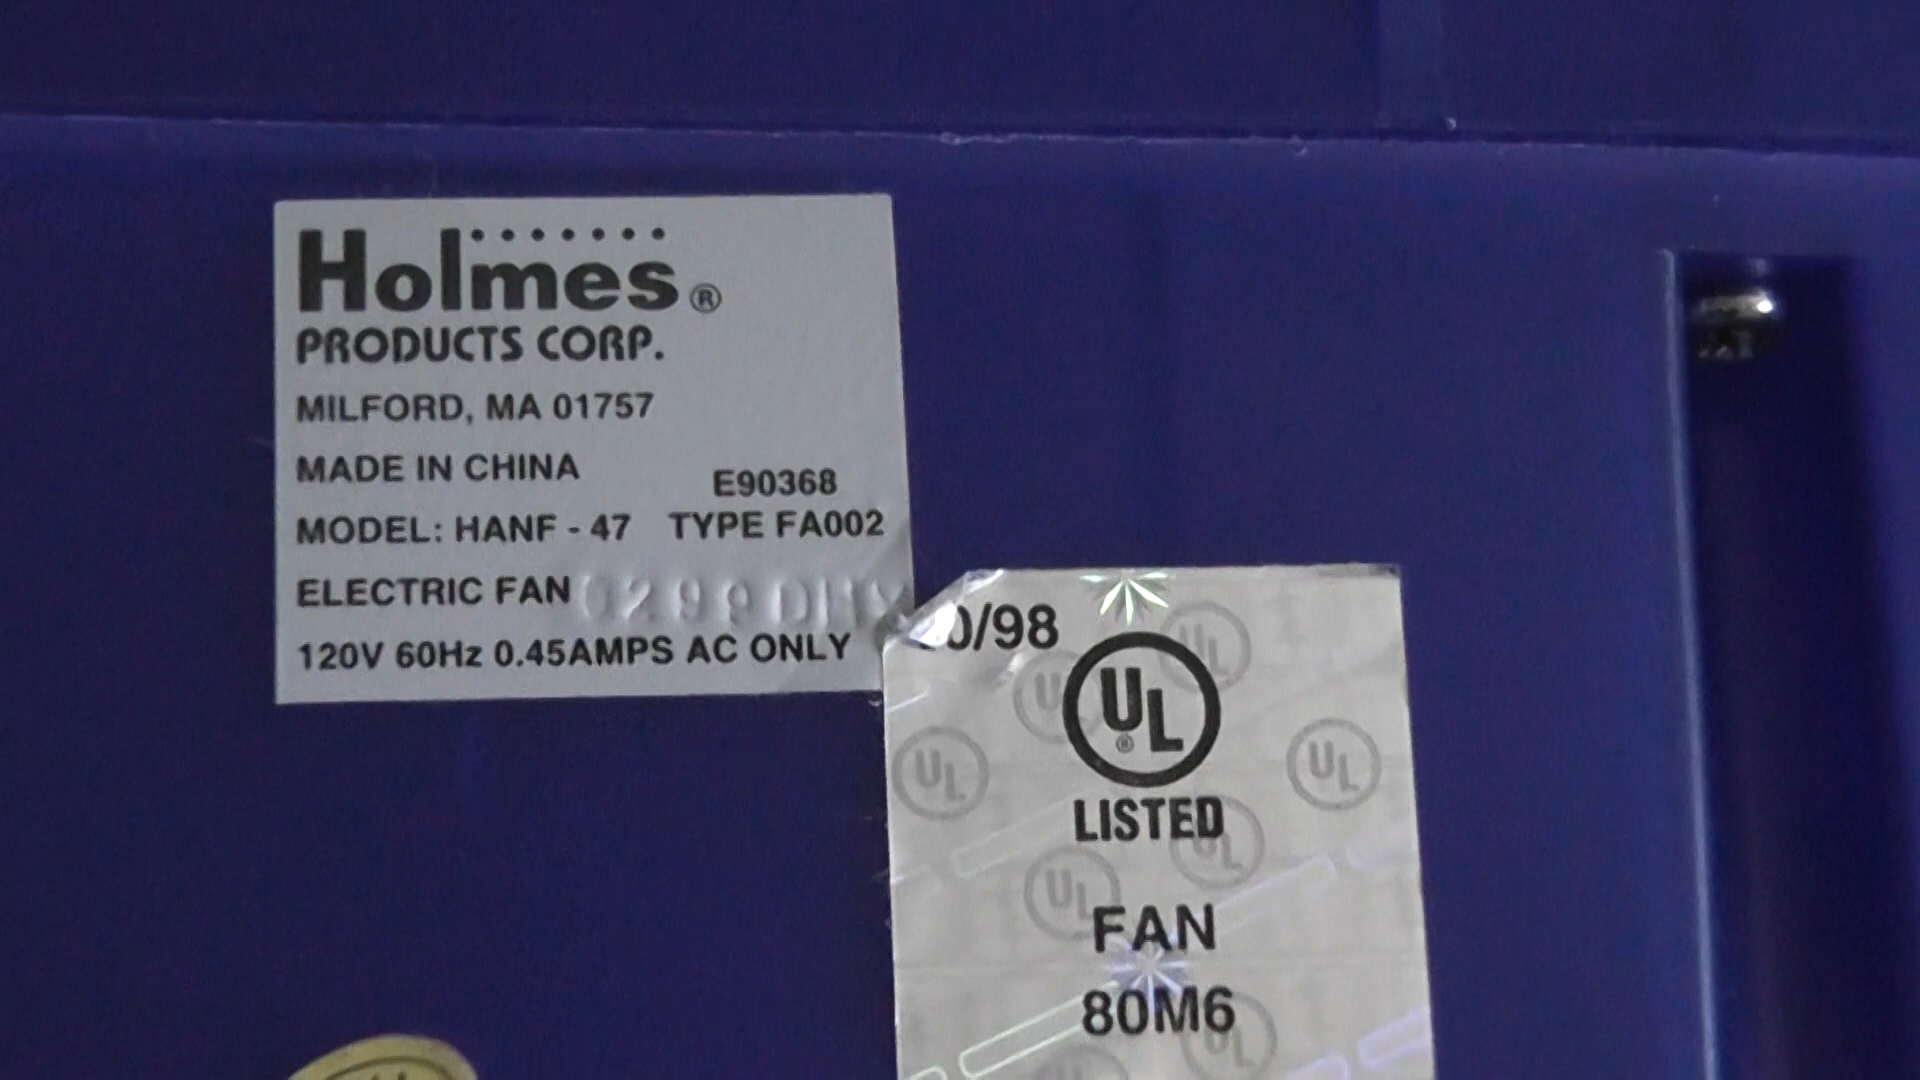 Holmes®
PRODUCTS CORP.
MILFORD, MA 01757
MADE IN CHINA
E90368
MODEL: HANF - 47 TYPE FA002
ELECTRIC FAN
120V 60Hz 0.45AMPS AC ONLY
0/98
UL
®
LISTED
FAN
80M6